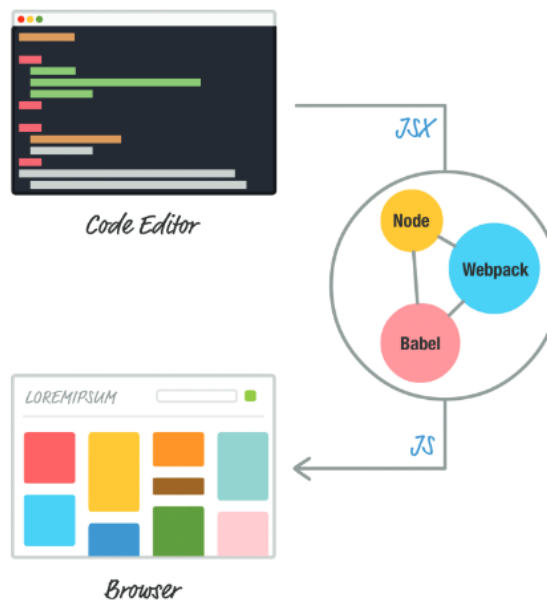 Code Editor
JSX
Node
Webpack
Babel
JS
LOREMIPSUM
Browser